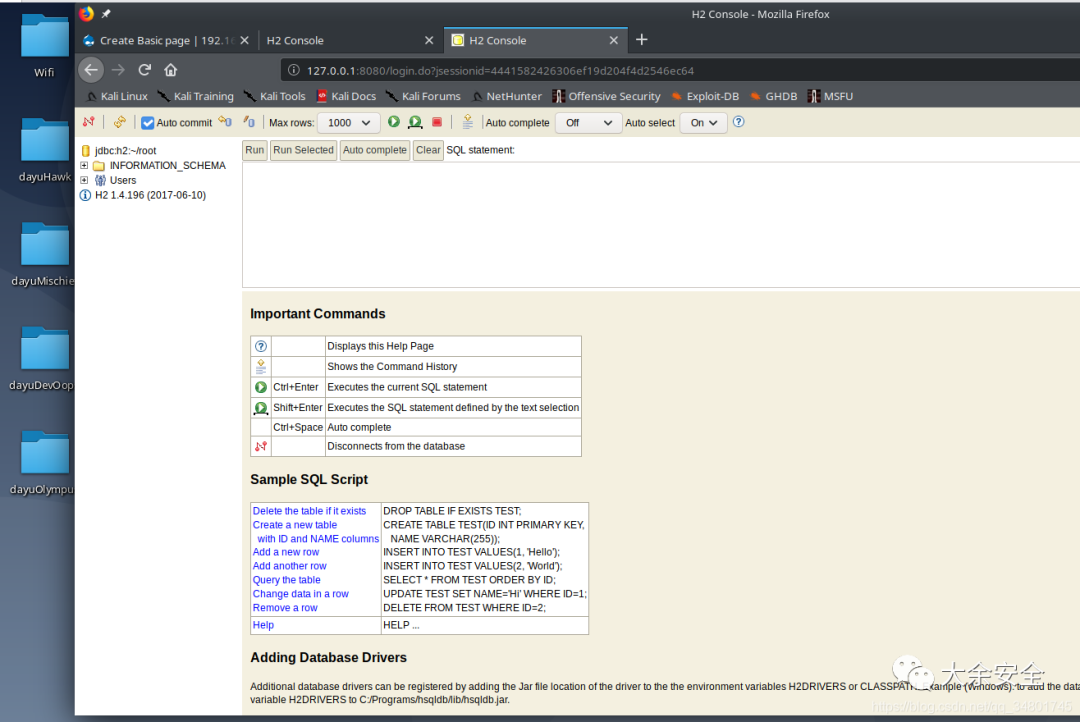 H2 Console - Mozilla Firefox
Create Basic page | 192.1
H2 Console
H2 Console
127.0.0.1:8080/login.do?jsessionid=4441582426306ef19d204f4d2546ec64
Kali Linux Kali Training Kali Tools Kali Docs Kali Forums NetHunter Offensive Security Exploit-DB GHDB MSFU
Auto commit Max rows: 1000 Auto complete Off Auto select On
Wifi
dayuHawk
dayuMischie
dayuDevOop
dayuOlympu
jdbc:h2:~/root
INFORMATION_SCHEMA
Users
H2 1.4.196 (2017-06-10)
Run Run Selected Auto complete Clear SQL statement:
Important Commands
Displays this Help Page
Shows the Command History
Ctrl+Enter Executes the current SQL statement
Shift+Enter Executes the SQL statement defined by the text selection
Ctrl+Space Auto complete
Disconnects from the database
Sample SQL Script
Delete the table if it exists DROP TABLE IF EXISTS TEST;
Create a new table CREATE TABLE TEST(ID INT PRIMARY KEY,
with ID and NAME columns NAME VARCHAR(255));
Add a new row INSERT INTO TEST VALUES(1, 'Hello');
Add another row INSERT INTO TEST VALUES(2, 'World');
Query the table SELECT * FROM TEST ORDER BY ID;
Change data in a row UPDATE TEST SET NAME='Hi' WHERE ID=1;
Remove a row DELETE FROM TEST WHERE ID=2;
Help HELP ...
Adding Database Drivers
Additional database drivers can be registered by adding the Jar file location of the driver to the the environment variables H2DRIVERS or CLASSPATH. Example (Windows): to add the data
variable H2DRIVERS to C:/Programs/hsqldb/lib/hsqldb.jar.
大余安全
https://blog.csdn.net/qq_34801745